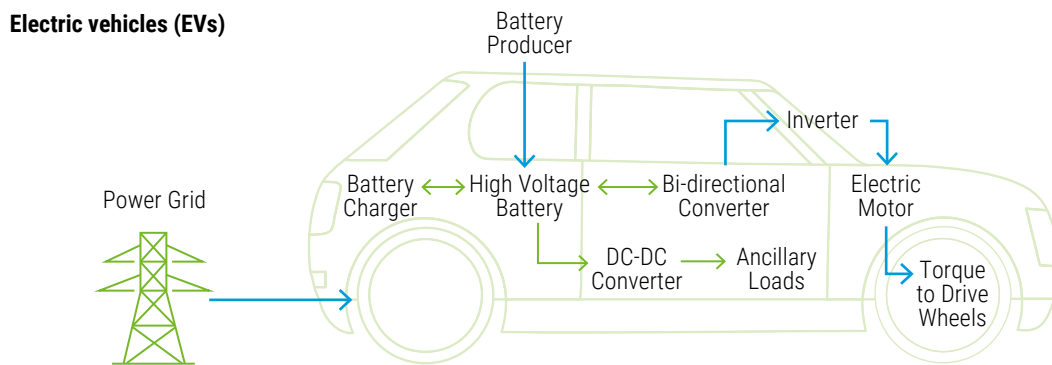 Electric vehicles (EVs)
Battery
Producer
Inverter
Power Grid
Battery
Charger
High Voltage
Battery
Bi-directional
Converter
Electric
Motor
DC-DC
Converter
Ancillary
Loads
Torque
to Drive
Wheels